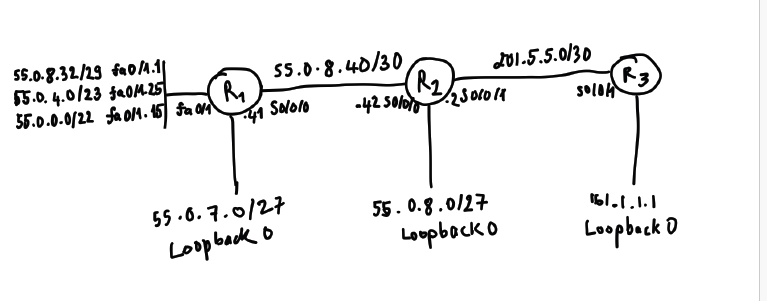 55.0.8.32/29 fa0/1.1
55.0.4.0/23 fa0/1.25
55.0.0.0/22 fa0/1.15
fa0/1
R1
.41 S0/0/0
55.0.8.40/30
R2
.42 S0/0/0
.2 S0/0/1
201.5.5.0/30
R3
S0/0/1
55.0.7.0/27
Loopback 0
55.0.8.0/27
Loopback 0
161.1.1.1
Loopback 0